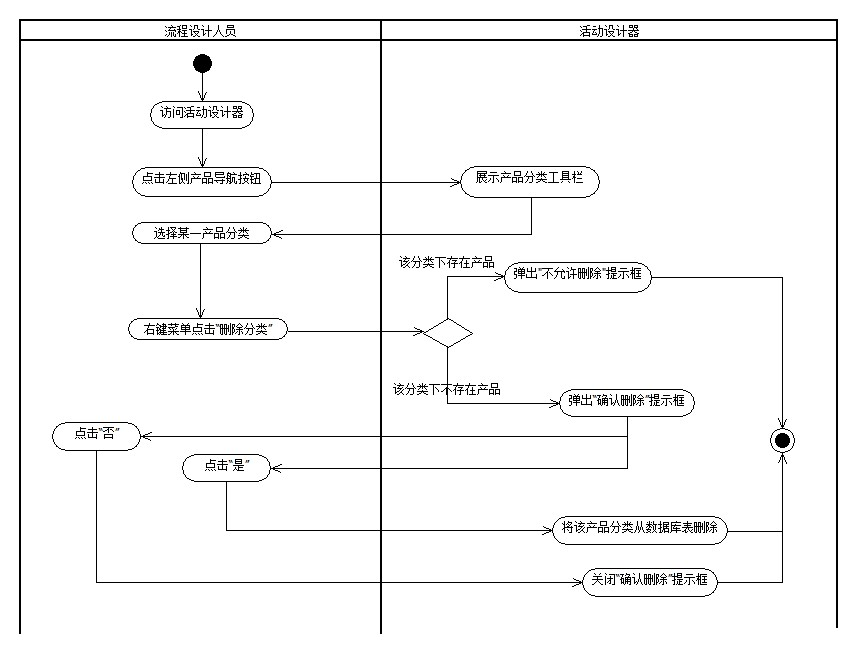 流程设计人员
活动设计器
访问活动设计器
点击左侧产品导航按钮
展示产品分类工具栏
选择某一产品分类
该分类下存在产品
弹出"不允许删除"提示框
右键菜单点击"删除分类"
该分类下不存在产品
弹出"确认删除"提示框
点击"否"
点击"是"
将该产品分类从数据库表删除
关闭"确认删除"提示框